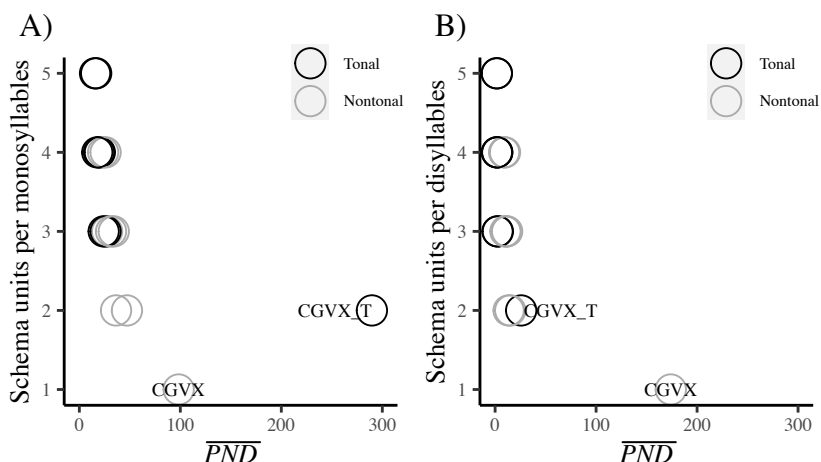 A)
Schema units per monosyllables
5
4
3
2
1
Tonal
Nontonal
CGVX_T
CGVX
0 100 200 300
PND
B)
Schema units per disyllables
5
4
3
2
1
Tonal
Nontonal
CGVX_T
CGVX
0 100 200 300
PND